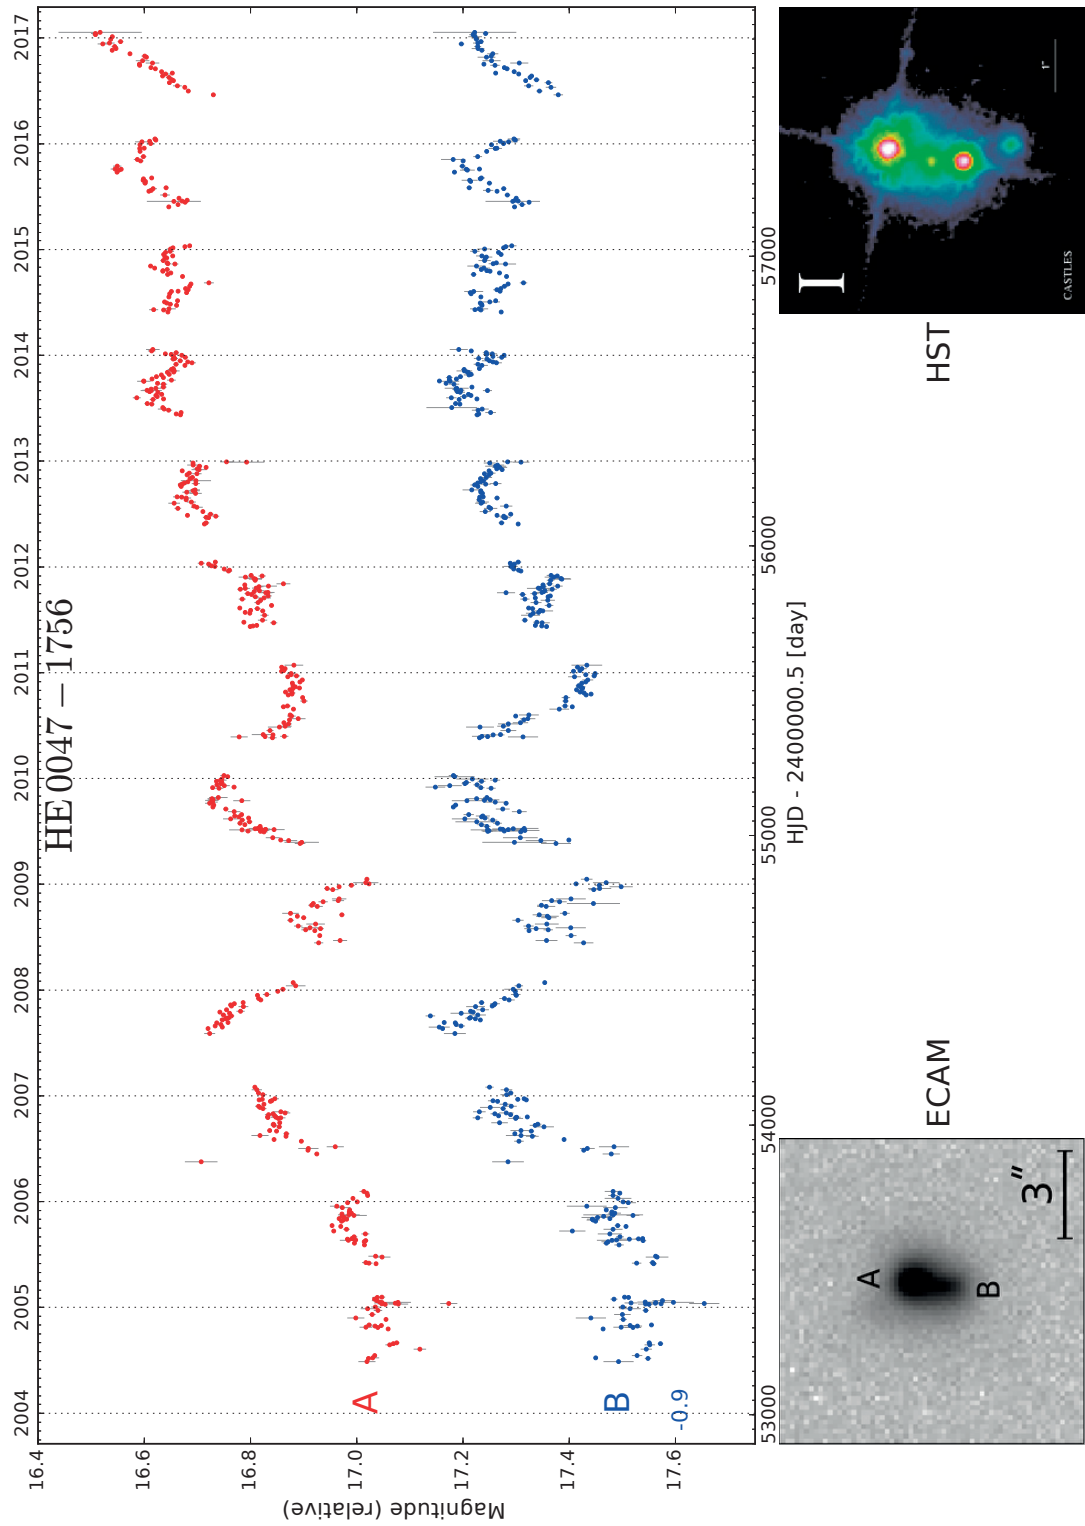 HE 0047 − 1756
2004 2005 2006 2007 2008 2009 2010 2011 2012 2013 2014 2015 2016 2017
16.4
16.6
16.8
17.0
17.2
17.4
17.6
Magnitude (relative)
A
B
-0.9
53000 54000 55000 56000 57000
HJD - 2400000.5 [day]
A
B
3"
ECAM
HST
I
CASTLES
1"